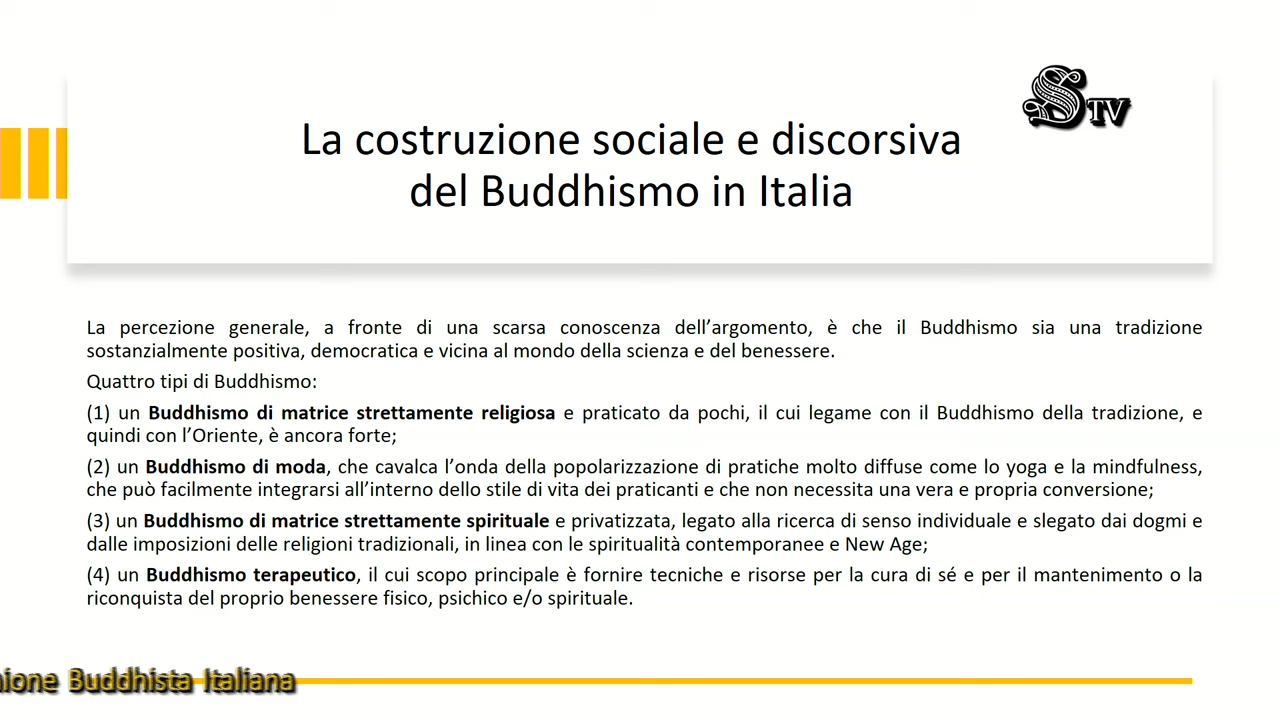 STV
La costruzione sociale e discorsiva
del Buddhismo in Italia
La percezione generale, a fronte di una scarsa conoscenza dell’argomento, è che il Buddhismo sia una tradizione
sostanzialmente positiva, democratica e vicina al mondo della scienza e del benessere.
Quattro tipi di Buddhismo:
(1) un Buddhismo di matrice strettamente religiosa e praticato da pochi, il cui legame con il Buddhismo della tradizione, e
quindi con l’Oriente, è ancora forte;
(2) un Buddhismo di moda, che cavalca l’onda della popolarizzazione di pratiche molto diffuse come lo yoga e la mindfulness,
che può facilmente integrarsi all’interno dello stile di vita dei praticanti e che non necessita una vera e propria conversione;
(3) un Buddhismo di matrice strettamente spirituale e privatizzata, legato alla ricerca di senso individuale e slegato dai dogmi e
dalle imposizioni delle religioni tradizionali, in linea con le spiritualità contemporanee e New Age;
(4) un Buddhismo terapeutico, il cui scopo principale è fornire tecniche e risorse per la cura di sé e per il mantenimento o la
riconquista del proprio benessere fisico, psichico e/o spirituale.
nione Buddhista Italiana